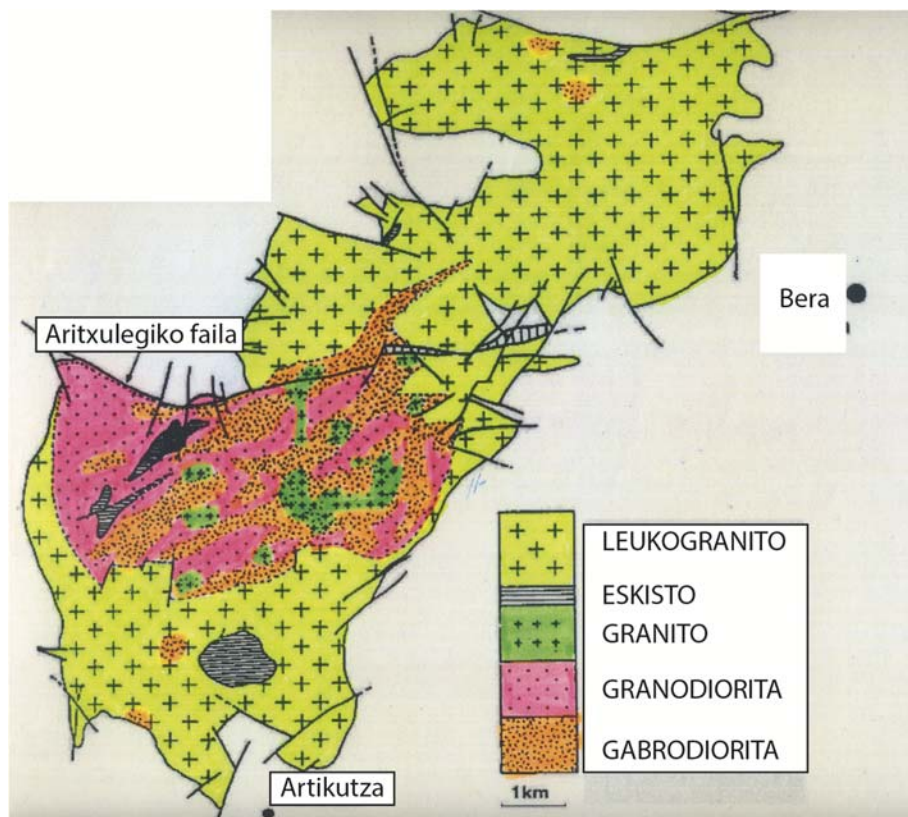 Bera
Aritxulegiko faila
LEUKOGRANITO
ESKISTO
GRANITO
GRANODIORITA
GABRODIORITA
Artikutza
1km